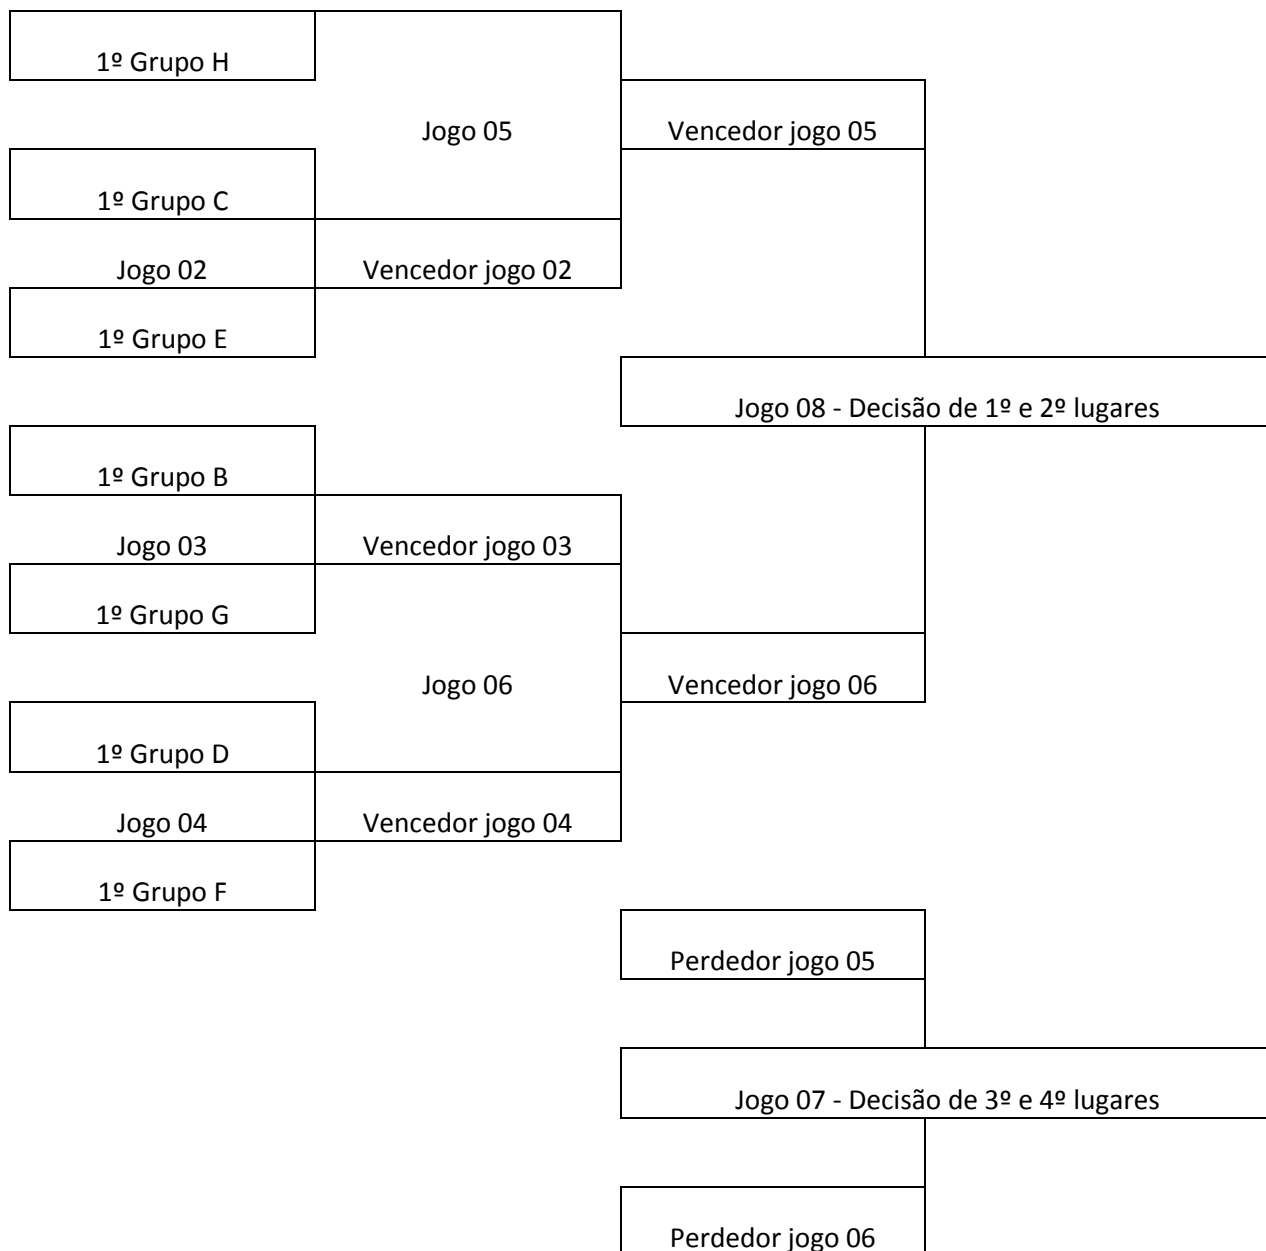 1º Grupo H
Jogo 05 Vencedor jogo 05
1º Grupo C
Jogo 02 Vencedor jogo 02
1º Grupo E
Jogo 08 - Decisão de 1º e 2º lugares
1º Grupo B
Jogo 03 Vencedor jogo 03
1º Grupo G
Jogo 06 Vencedor jogo 06
1º Grupo D
Jogo 04 Vencedor jogo 04
1º Grupo F
Perdedor jogo 05
Jogo 07 - Decisão de 3º e 4º lugares
Perdedor jogo 06